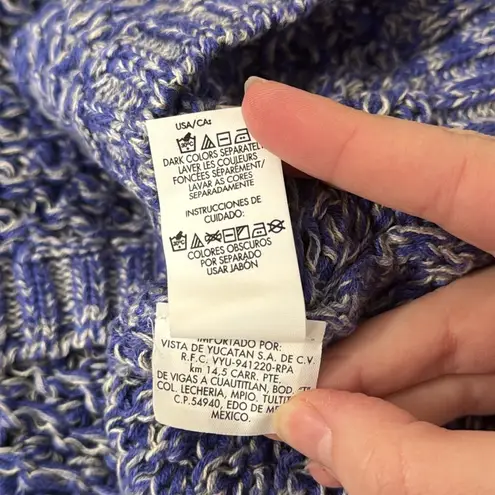 USA/CA:
DARK COLORS SEPARATELY
LAVER LES COULEURS
FONCÉES SÉPARÉMENT/
LAVAR AS CORES
SEPARADAMENTE
INSTRUCIONES DE
CUIDADO:
COLORES OBSCUROS
POR SEPARADO
USAR JABÓN
IMPORTADO POR:
VISTA DE YUCATAN S.A. DE C.V.
R.F.C. VYU-941220-RPA
km 14,5 CARR. PTE.
DE VIGAS A CUAUTITLAN, BOD.
COL. LECHERIA, MPIO. TULTIT
C.P. 54940, EDO DE ME
MEXICO.